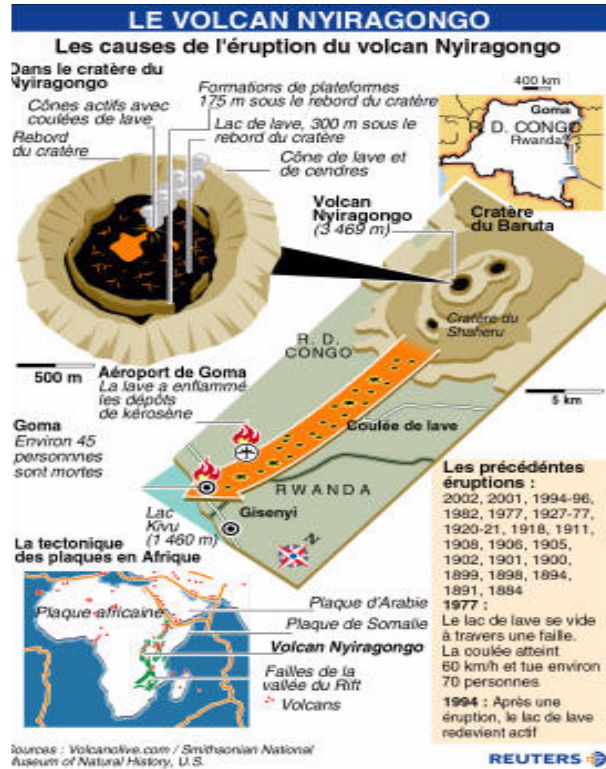 LE VOLCAN NYIRAGONGO
Les causes de l'éruption du volcan Nyiragongo
Dans le cratère du
Nyiragongo
Cônes actifs avec
coulées de lave
Rebord
du cratère
Formations de plateformes
175 m sous le rebord du cratère
Lac de lave, 300 m sous le
rebord du cratère
Cône de lave et
de cendres
400 km
Goma
R. D. CONGO
Rwanda
Volcan
Nyiragongo
(3 469 m)
Cratère
du Baruta
Cratère du
Shaheru
R. D.
CONGO
500 m
Aéroport de Goma
La lave a enflammé
les dépôts
de kérosène
5 km
Goma
Environ 45
personnnes
sont mortes
Coulée de lave
RWANDA
Gisenyi
Lac
Kivu
(1 460 m)
N
Les précédéntes
éruptions :
2002, 2001, 1994-96,
1982, 1977, 1927-77,
1920-21, 1918, 1911,
1908, 1906, 1905,
1902, 1901, 1900,
1899, 1898, 1894,
1891, 1884
1977 :
Le lac de lave se vide
à travers une faille.
La coulée atteint
60 km/h et tue environ
70 personnes
1994 : Après une
éruption, le lac de lave
redevient actif
La tectonique
des plaques en Afrique
Plaque africaine
Plaque d'Arabie
Plaque de Somalie
Volcan Nyiragongo
Failles de la
vallée du Rift
Volcans
Sources : Volcanolive.com / Smithsonian National
Museum of Natural History, U.S.
REUTERS